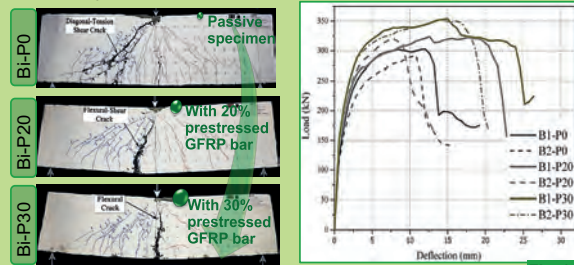 Bi-P0
Diagonal-Tension
Shear Crack
Passive
specimen
Bi-P20
Flexural-Shear
Crack
With 20%
prestressed
GFRP bar
Bi-P30
Flexural
Crack
With 30%
prestressed
GFRP bar
Load (kN)
350
300
250
200
150
100
50
0
0
5
10
15
20
25
30
Deflection (mm)
B1-P0
B2-P0
B1-P20
B2-P20
B1-P30
B2-P30